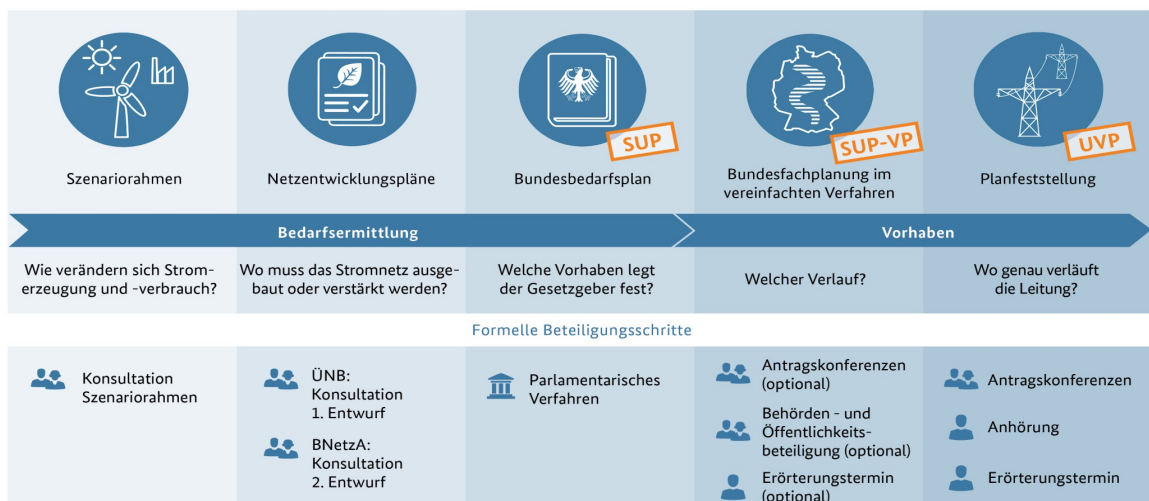 SUP
SUP-VP
UVP
Szenariorahmen
Netzentwicklungspläne
Bundesbedarfsplan
Bundesfachplanung im
vereinfachten Verfahren
Planfeststellung
Bedarfsermittlung
Vorhaben
Wie verändern sich Strom-
erzeugung und -verbrauch?
Wo muss das Stromnetz ausge-
baut oder verstärkt werden?
Welche Vorhaben legt
der Gesetzgeber fest?
Welcher Verlauf?
Wo genau verläuft
die Leitung?
Formelle Beteiligungsschritte
Konsultation
Szenariorahmen
ÜNB:
Konsultation
1. Entwurf
BNetzA:
Konsultation
2. Entwurf
Parlamentarisches
Verfahren
Antragskonferenzen
(optional)
Behörden - und
Öffentlichkeits-
beteiligung (optional)
Erörterungstermin
(optional)
Antragskonferenzen
Anhörung
Erörterungstermin